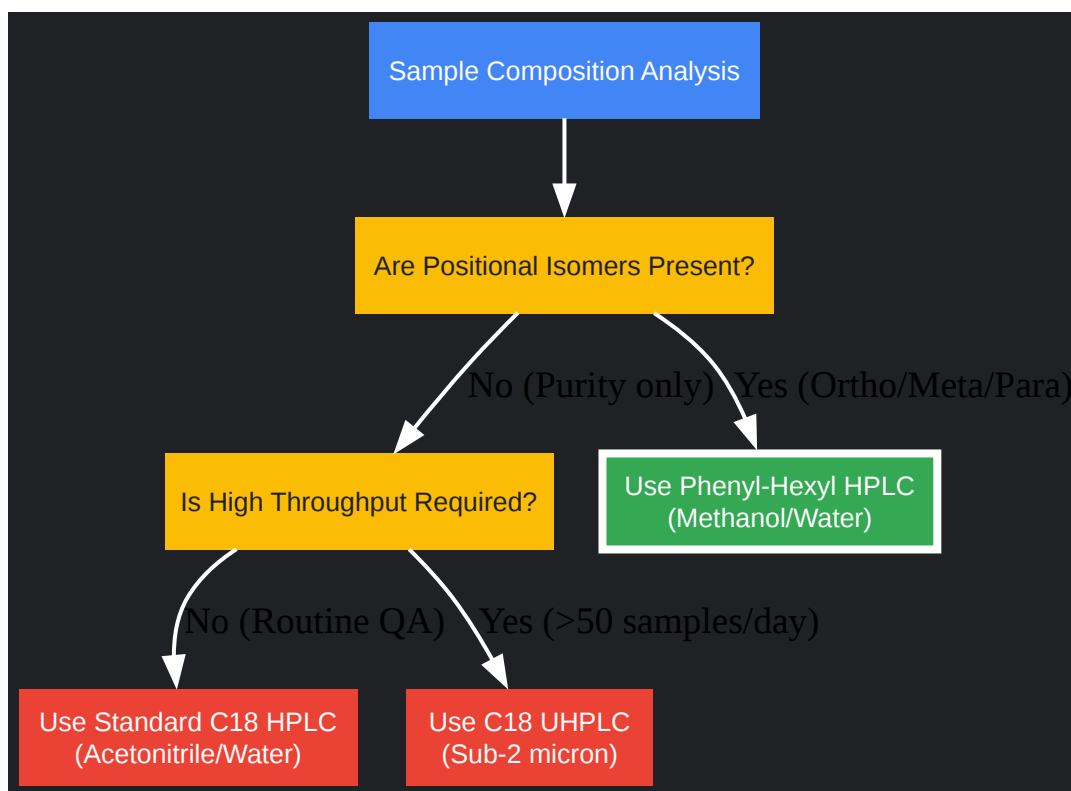 Sample Composition Analysis
Are Positional Isomers Present?
No (Purity only)
Yes (Ortho/Meta/Para)
Is High Throughput Required?
Use Phenyl-Hexyl HPLC
(Methanol/Water)
No (Routine QA)
Yes (>50 samples/day)
Use Standard C18 HPLC
(Acetonitrile/Water)
Use C18 UHPLC
(Sub-2 micron)